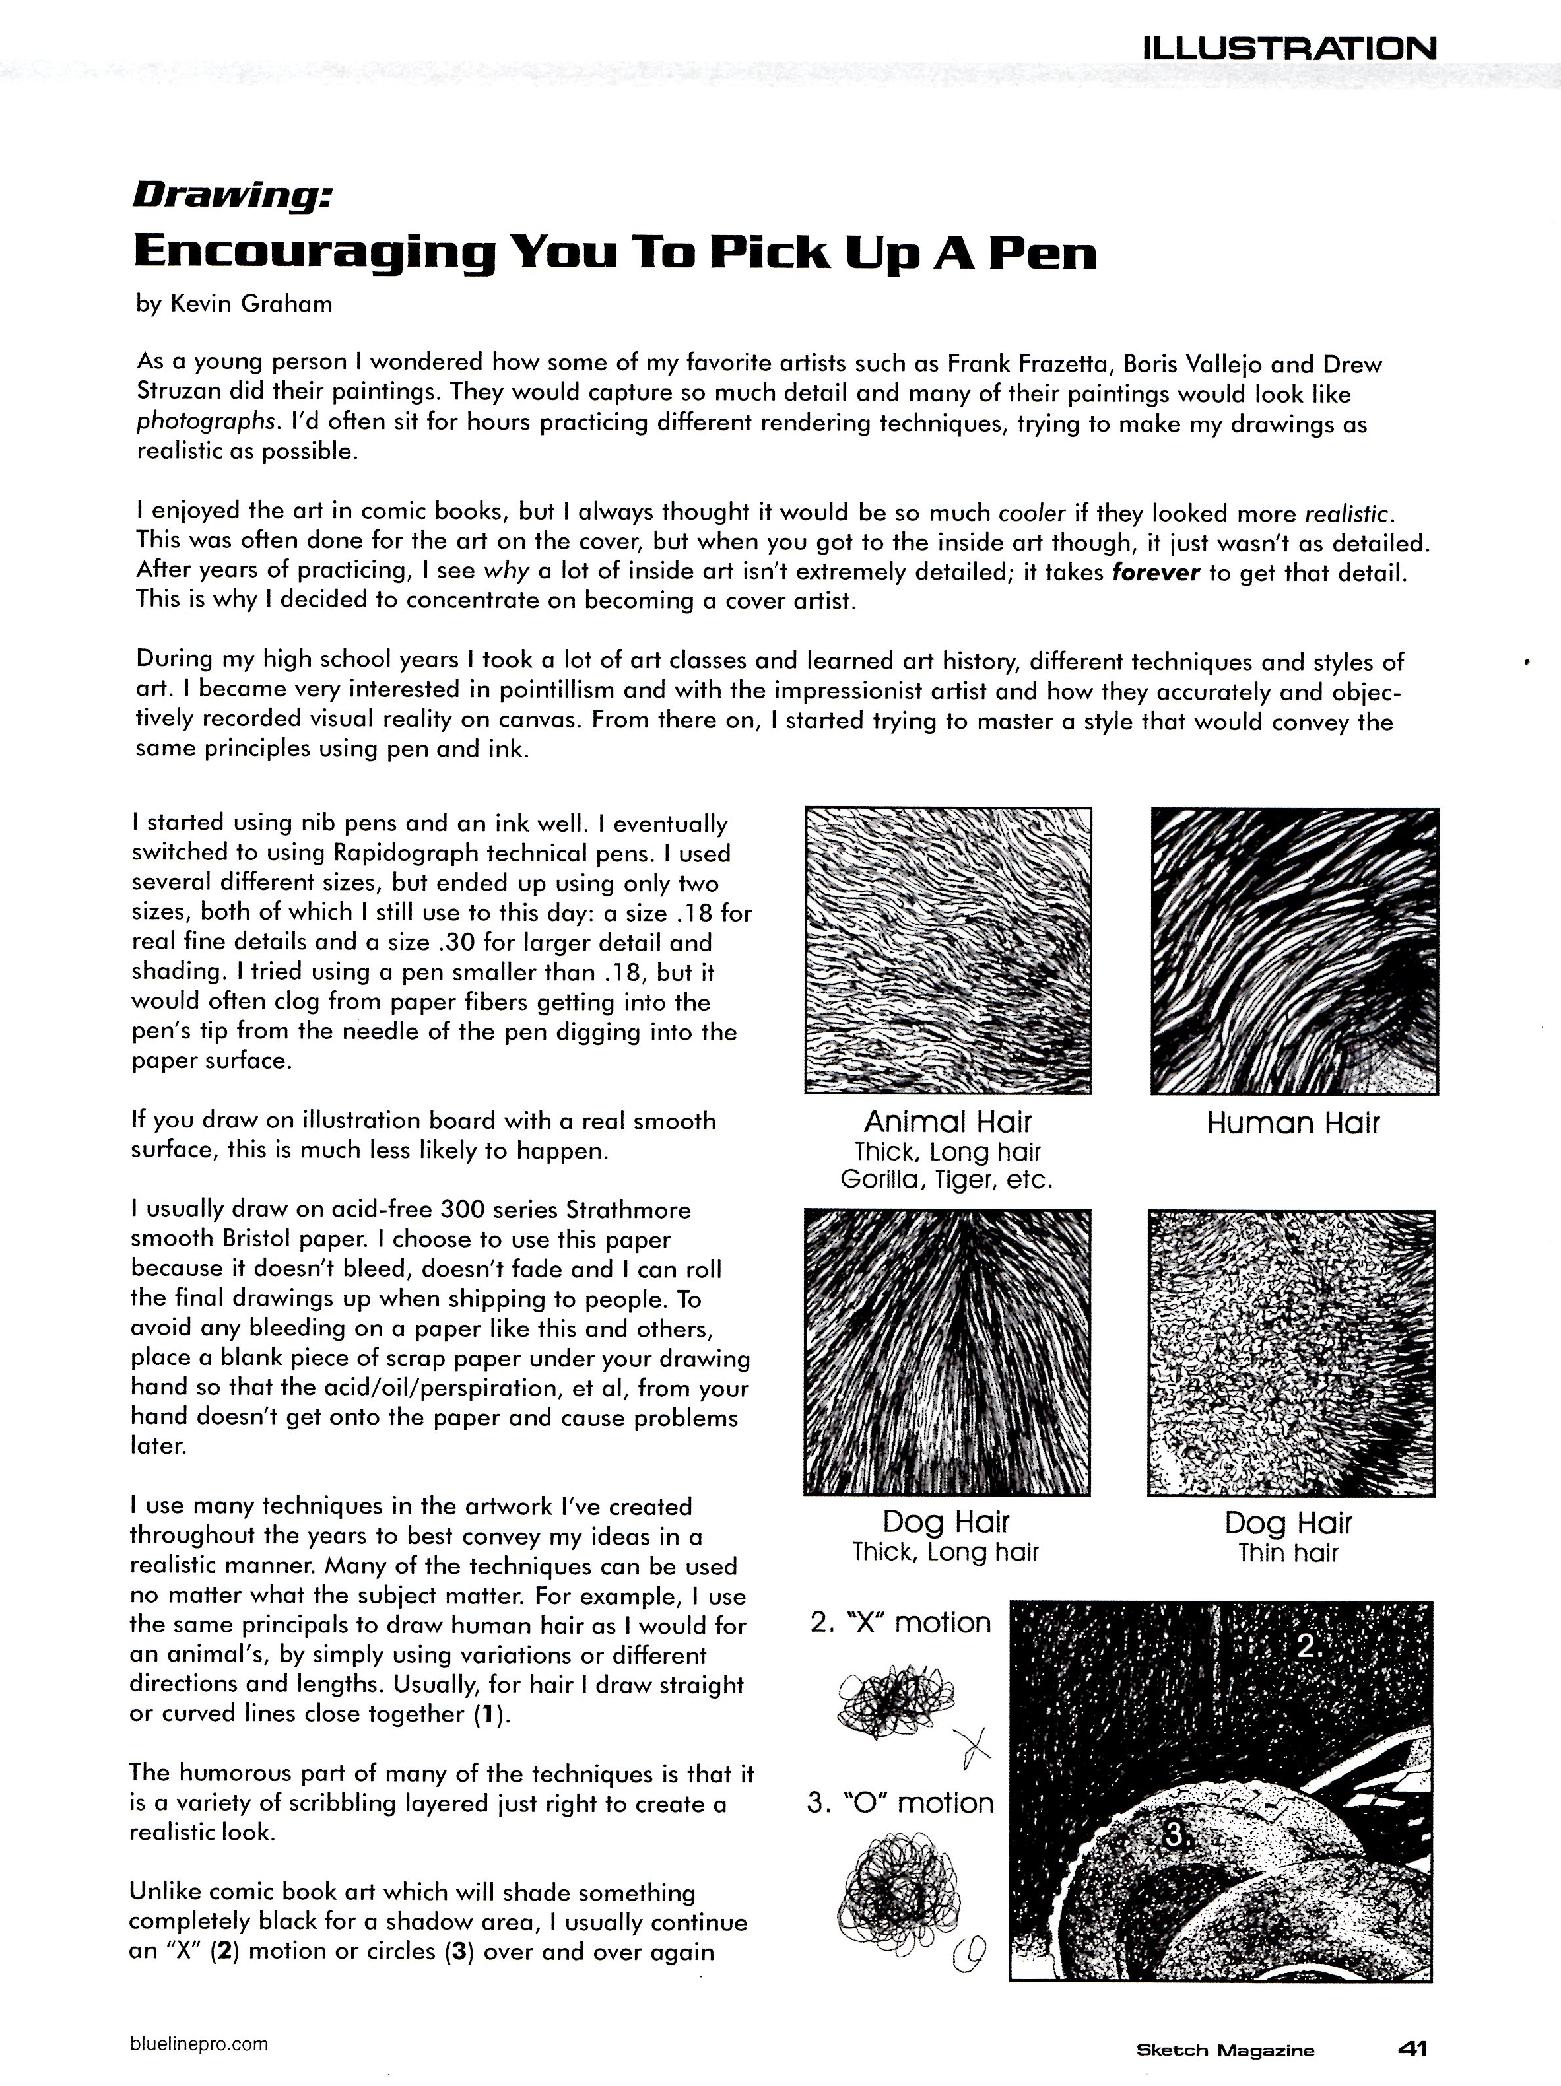 ILLUSTRATION
Drawing:
Encouraging You To Pick Up A Pen
by Kevin Graham
As a young person I wondered how some of my favorite artists such as Frank Frazetta, Boris Vallejo and Drew
Struzan did their paintings. They would capture so much detail and many of their paintings would look like
photographs. I'd often sit for hours practicing different rendering techniques, trying to make my drawings as
realistic as possible.
I enjoyed the art in comic books, but I always thought it would be so much cooler if they looked more realistic.
This was often done for the art on the cover, but when you got to the inside art though, it just wasn't as detailed.
After years of practicing, I see why a lot of inside art isn't extremely detailed; it takes forever to get that detail.
This is why I decided to concentrate on becoming a cover artist.
During my high school years I took a lot of art classes and learned art history, different techniques and styles of
art. I became very interested in pointillism and with the impressionist artist and how they accurately and objec-
tively recorded visual reality on canvas. From there on, I started trying to master a style that would convey the
same principles using pen and ink.
I started using nib pens and an ink well. I eventually
switched to using Rapidograph technical pens. I used
several different sizes, but ended up using only two
sizes, both of which I still use to this day: a size .18 for
real fine details and a size .30 for larger detail and
shading. I tried using a pen smaller than .18, but it
would often clog from paper fibers getting into the
pen's tip from the needle of the pen digging into the
paper surface.
If you draw on illustration board with a real smooth
surface, this is much less likely to happen.
I usually draw on acid-free 300 series Strathmore
smooth Bristol paper. I choose to use this paper
because it doesn't bleed, doesn't fade and I can roll
the final drawings up when shipping to people. To
avoid any bleeding on a paper like this and others,
place a blank piece of scrap paper under your drawing
hand so that the acid/oil/perspiration, et al, from your
hand doesn't get onto the paper and cause problems
later.
I use many techniques in the artwork I've created
throughout the years to best convey my ideas in a
realistic manner. Many of the techniques can be used
no matter what the subject matter. For example, I use
the same principals to draw human hair as I would for
an animal's, by simply using variations or different
directions and lengths. Usually, for hair I draw straight
or curved lines close together (1).
The humorous part of many of the techniques is that it
is a variety of scribbling layered just right to create a
realistic look.
Unlike comic book art which will shade something
completely black for a shadow area, I usually continue
an "X" (2) motion or circles (3) over and over again
Animal Hair
Thick, Long hair
Gorilla, Tiger, etc.
Human Hair
Dog Hair
Thick, Long hair
Dog Hair
Thin hair
2. "X" motion
3. "O" motion
2.
3.
bluelinepro.com
Sketch Magazine 41